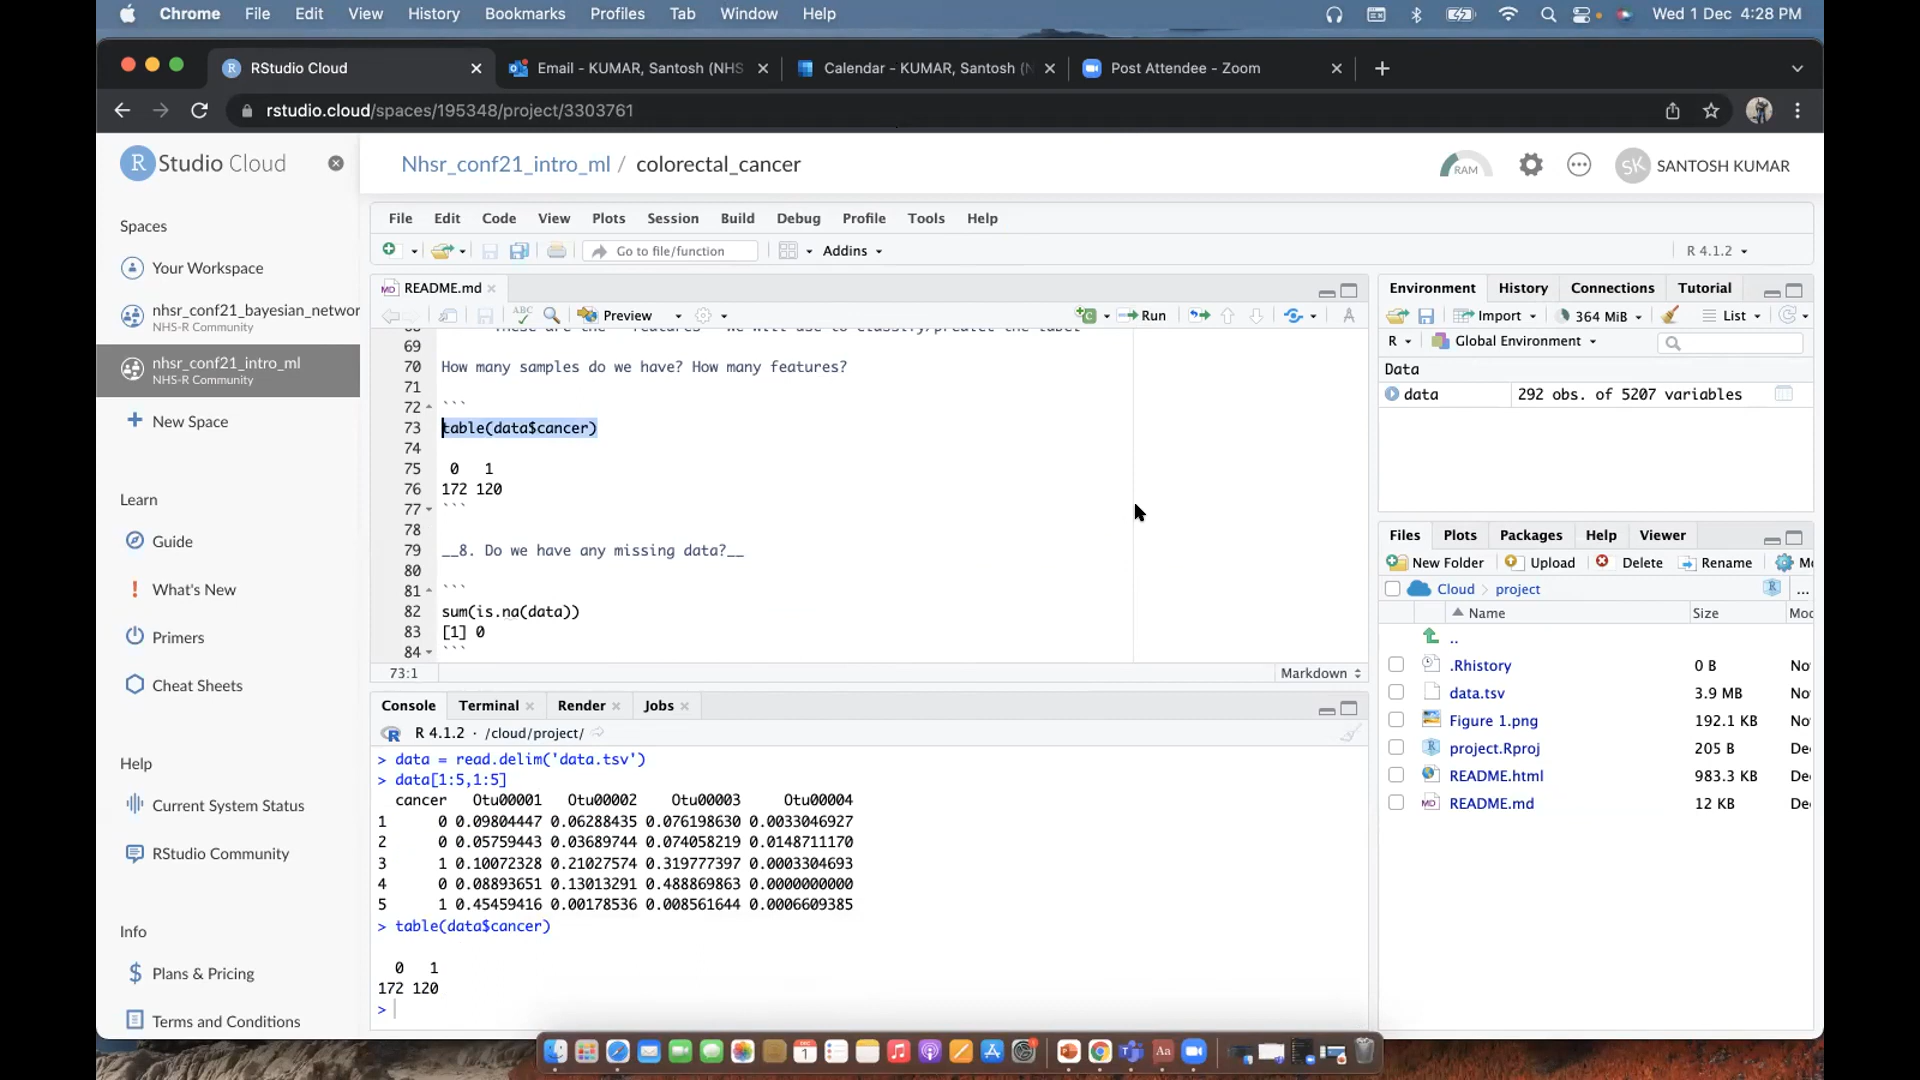 Chrome File Edit View History Bookmarks Profiles Tab Window Help Wed 1 Dec 4:28 PM
RStudio Cloud Email - KUMAR, Santosh (NHS Calendar - KUMAR, Santosh (N Post Attendee - Zoom
rstudio.cloud/spaces/195348/project/3303761
R Studio Cloud
Nhsr_conf21_intro_ml / colorectal_cancer
RAM
SK SANTOSH KUMAR
Spaces
Your Workspace
nhsr_conf21_bayesian_networ
NHS-R Community
nhsr_conf21_intro_ml
NHS-R Community
New Space
Learn
Guide
What's New
Primers
Cheat Sheets
Help
Current System Status
RStudio Community
Info
Plans & Pricing
Terms and Conditions
File Edit Code View Plots Session Build Debug Profile Tools Help
Go to file/function Addins R 4.1.2
README.md
ABC Preview Run
69
70 How many samples do we have? How many features?
71
72 ```
73 table(data$cancer)
74
75 0 1
76 172 120
77 ```
78
79 __8. Do we have any missing data?__
80
81 ```
82 sum(is.na(data))
83 [1] 0
84 ```
73:1 Markdown
Console Terminal Render Jobs
R 4.1.2 · /cloud/project/
> data = read.delim('data.tsv')
> data[1:5,1:5]
cancer Otu00001 Otu00002 Otu00003 Otu00004
1 0 0.09804447 0.06288435 0.076198630 0.0033046927
2 0 0.05759443 0.03689744 0.074058219 0.0148711170
3 1 0.10072328 0.21027574 0.319777397 0.0003304693
4 0 0.08893651 0.13013291 0.488869863 0.0000000000
5 1 0.45459416 0.00178536 0.008561644 0.0006609385
> table(data$cancer)
0 1
172 120
>
Environment History Connections Tutorial
Import 364 MiB List
R Global Environment
Data
data 292 obs. of 5207 variables
Files Plots Packages Help Viewer
New Folder Upload Delete Rename Mo
Cloud > project ...
Name Size Moc
..
.Rhistory 0 B No
data.tsv 3.9 MB No
Figure 1.png 192.1 KB No
project.Rproj 205 B De
README.html 983.3 KB De
README.md 12 KB De